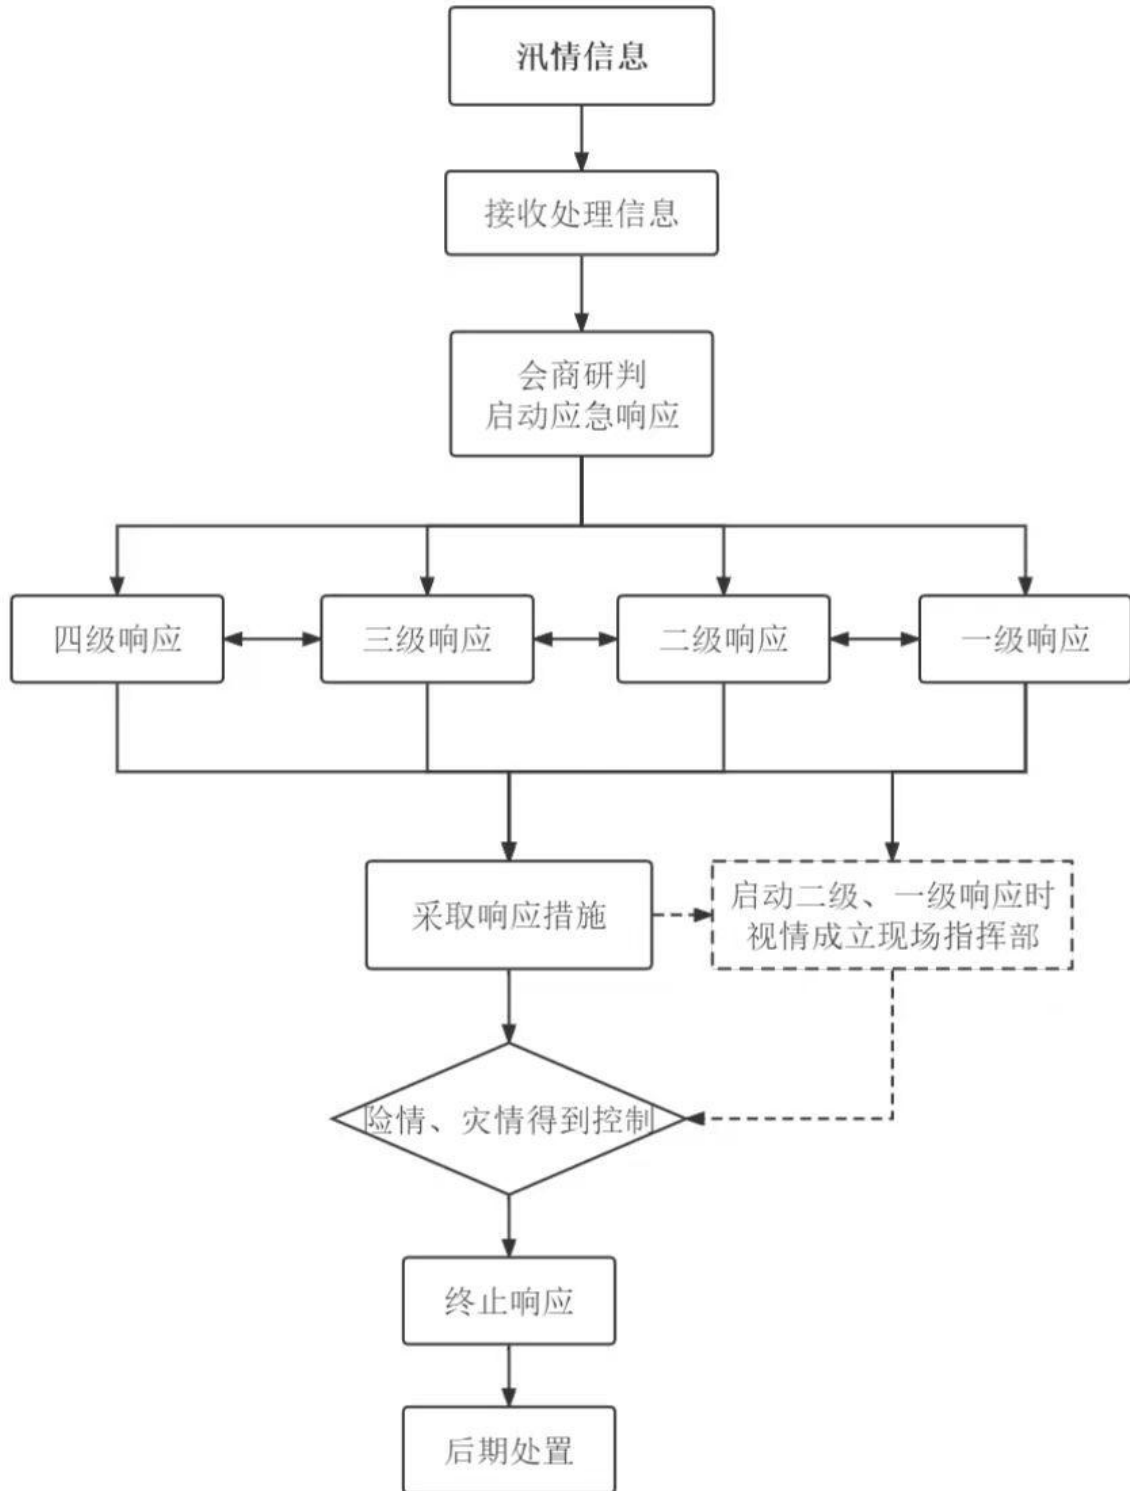 汛情信息
接收处理信息
会商研判
启动应急响应
四级响应
三级响应
二级响应
一级响应
采取响应措施
启动二级、一级响应时
视情成立现场指挥部
险情、灾情得到控制
终止响应
后期处置